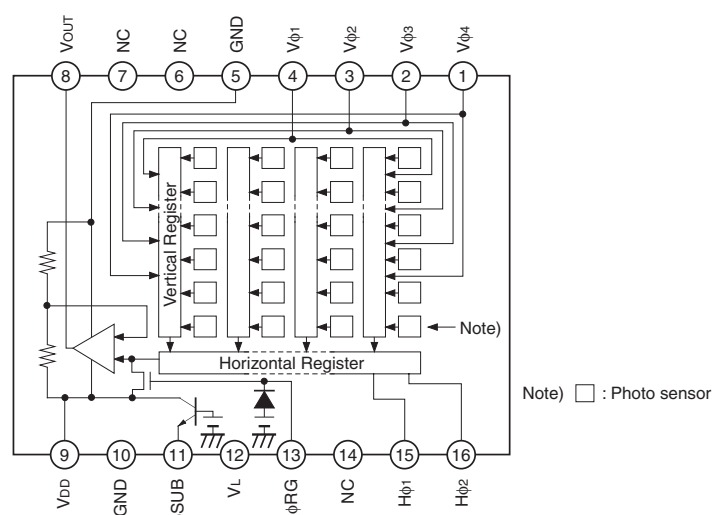 VOUT
NC
NC
GND
Vϕ1
Vϕ2
Vϕ3
Vϕ4
8
7
6
5
4
3
2
1
Vertical Register
Note)
Horizontal Register
Note) : Photo sensor
9
10
11
12
13
14
15
16
VDD
GND
SUB
VL
ϕRG
NC
Hϕ1
Hϕ2